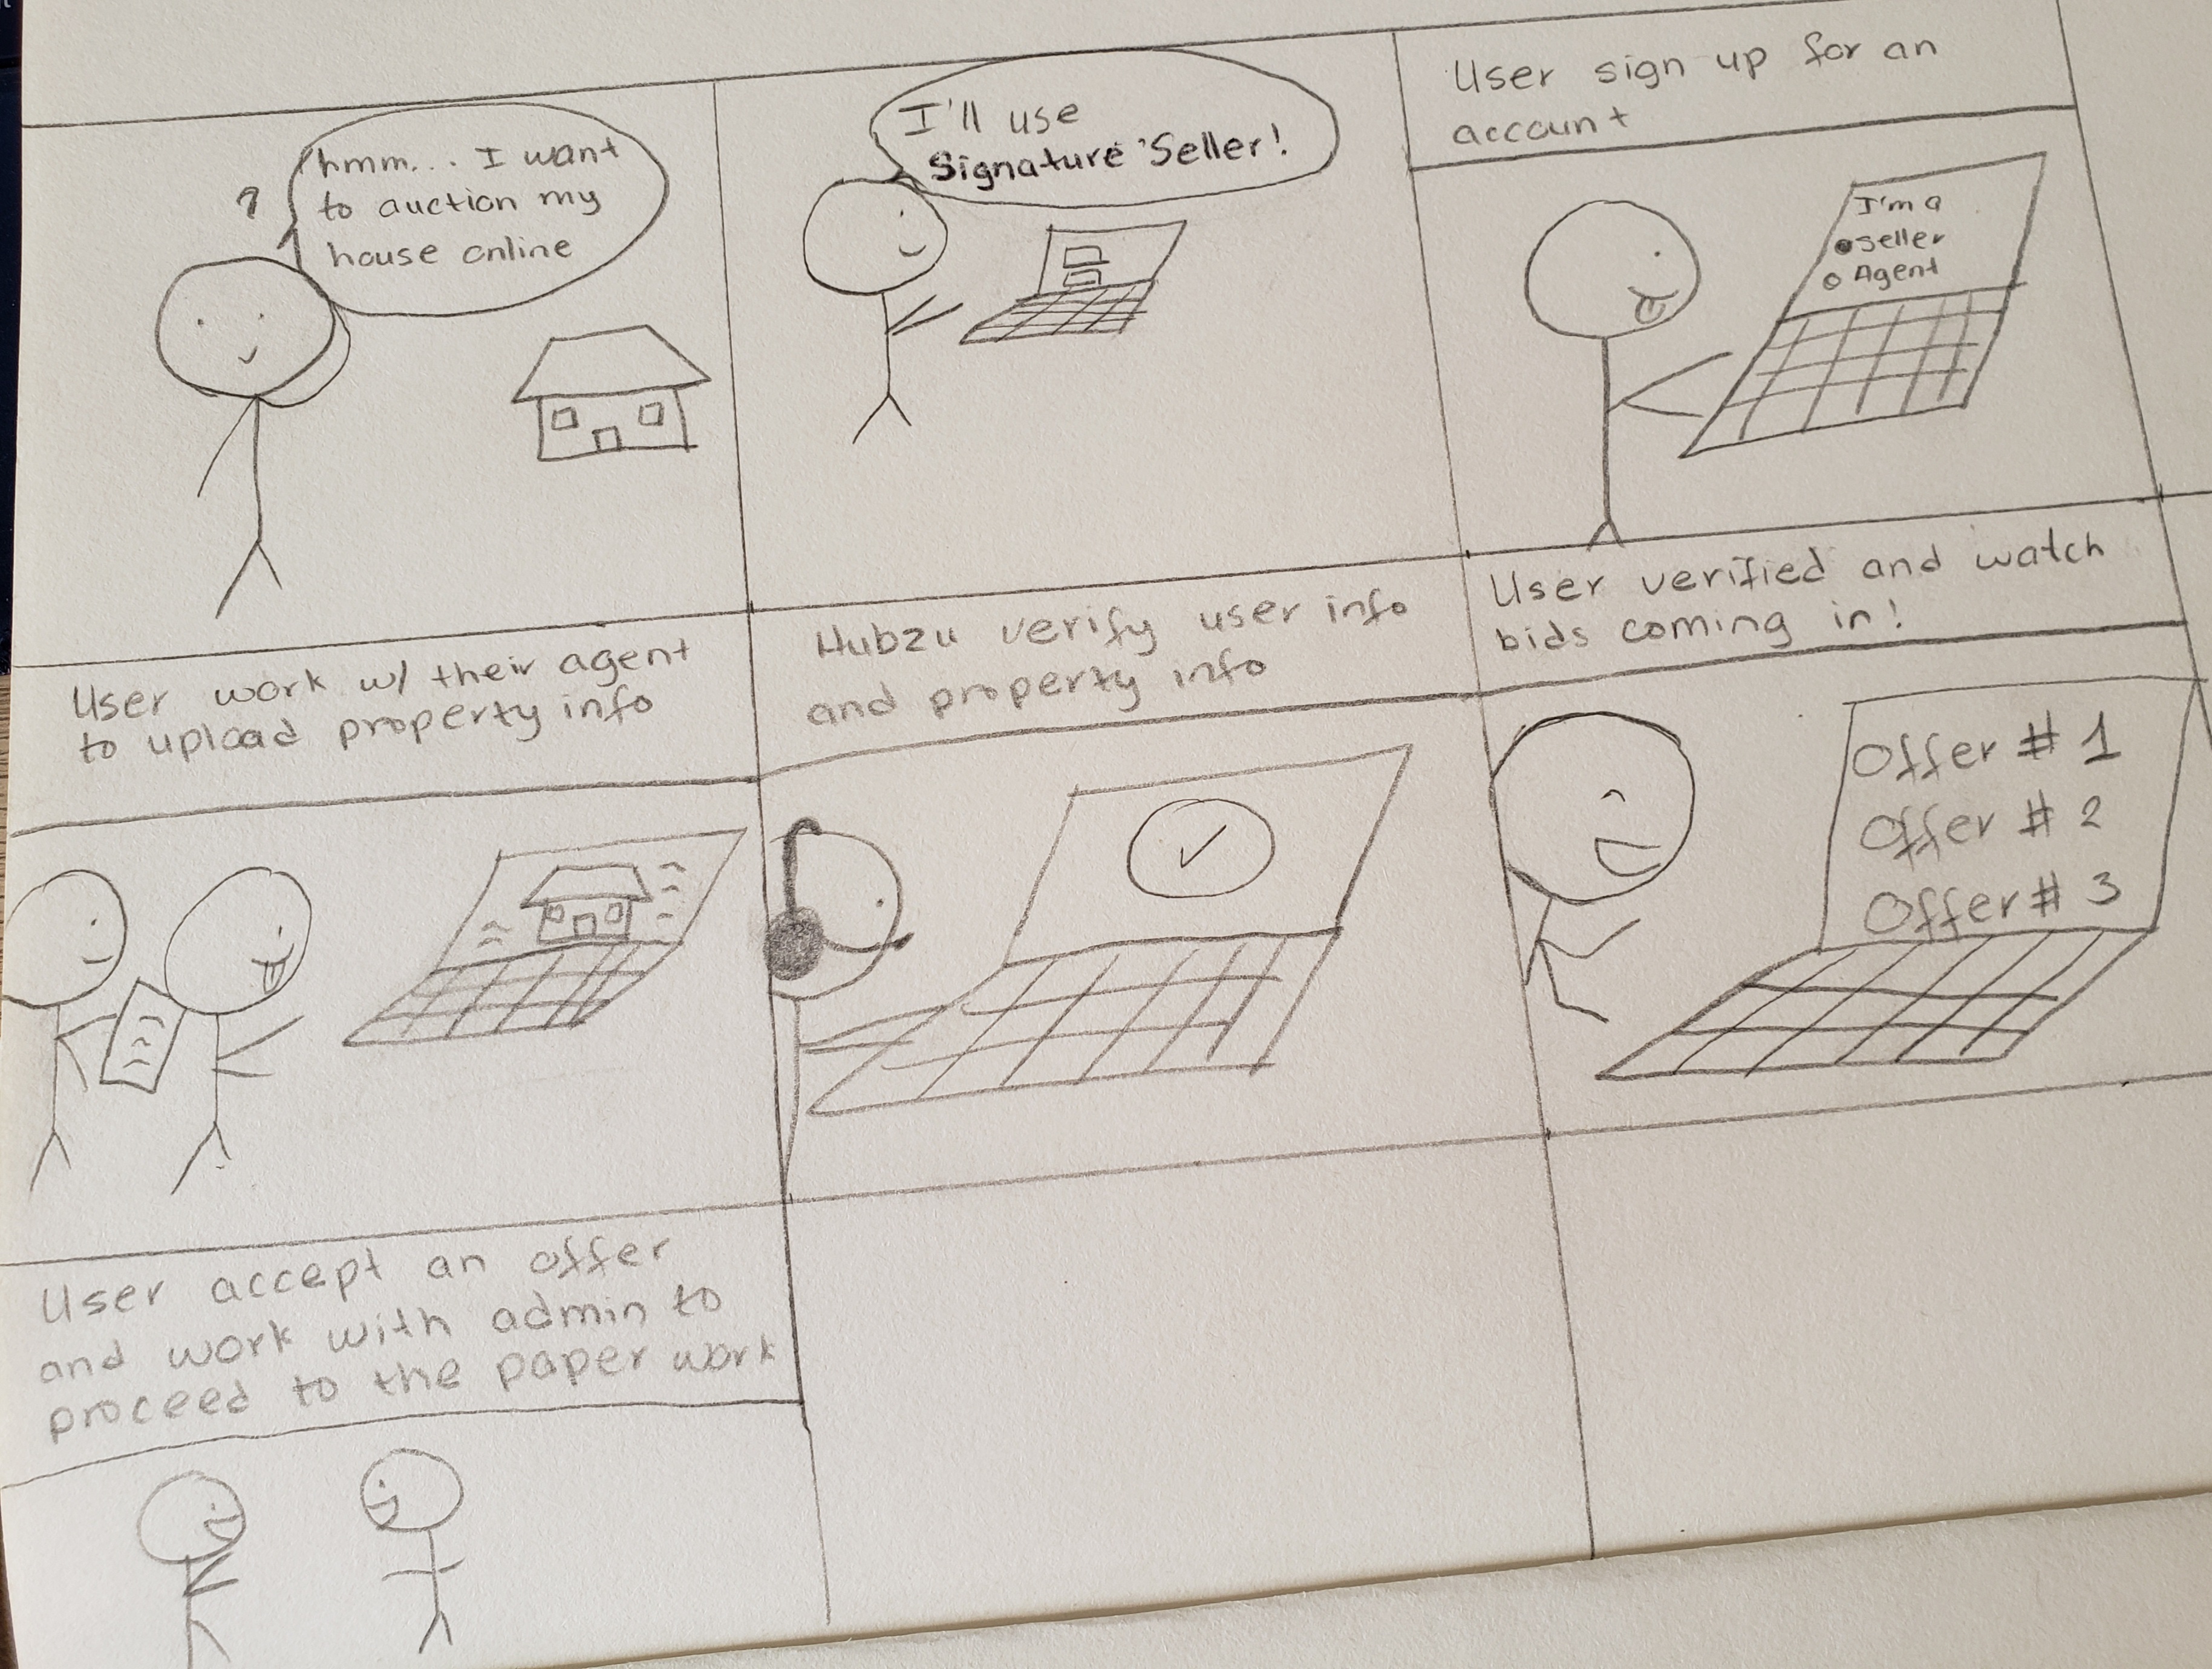 ?
hmm... I want
to auction my
house online
I'll use
Signature Seller!
User sign up for an
account
I'm a
Seller
Agent
User work w/ their agent
to upload property info
Hubzu verify user info
and property info
User verified and watch
bids coming in!
Offer # 1
Offer # 2
Offer # 3
User accept an offer
and work with admin to
proceed to the paper work